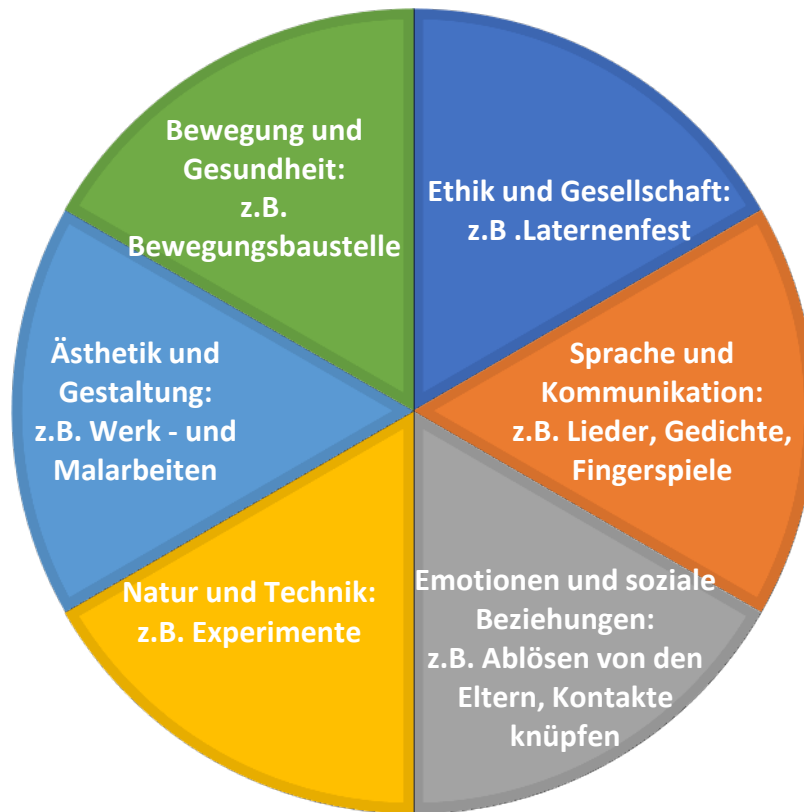 Bewegung und
Gesundheit:
z.B.
Bewegungsbaustelle
Ethik und Gesellschaft:
z.B .Laternenfest
Ästhetik und
Gestaltung:
z.B. Werk - und
Malarbeiten
Sprache und
Kommunikation:
z.B. Lieder, Gedichte,
Fingerspiele
Natur und Technik:
z.B. Experimente
Emotionen und soziale
Beziehungen:
z.B. Ablösen von den
Eltern, Kontakte
knüpfen